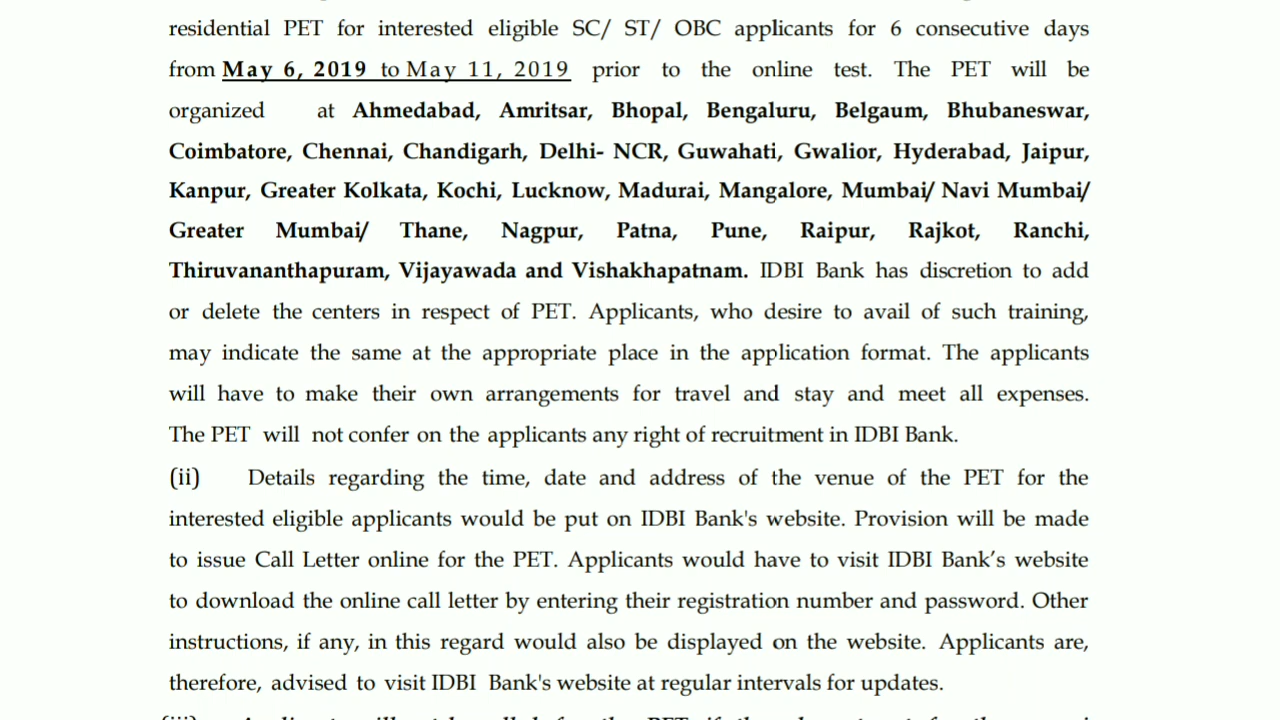 residential PET for interested eligible SC/ ST/ OBC applicants for 6 consecutive days
from May 6, 2019 to May 11, 2019 prior to the online test. The PET will be
organized at Ahmedabad, Amritsar, Bhopal, Bengaluru, Belgaum, Bhubaneswar,
Coimbatore, Chennai, Chandigarh, Delhi- NCR, Guwahati, Gwalior, Hyderabad, Jaipur,
Kanpur, Greater Kolkata, Kochi, Lucknow, Madurai, Mangalore, Mumbai/ Navi Mumbai/
Greater Mumbai/ Thane, Nagpur, Patna, Pune, Raipur, Rajkot, Ranchi,
Thiruvananthapuram, Vijayawada and Vishakhapatnam. IDBI Bank has discretion to add
or delete the centers in respect of PET. Applicants, who desire to avail of such training,
may indicate the same at the appropriate place in the application format. The applicants
will have to make their own arrangements for travel and stay and meet all expenses.
The PET will not confer on the applicants any right of recruitment in IDBI Bank.
(ii) Details regarding the time, date and address of the venue of the PET for the
interested eligible applicants would be put on IDBI Bank's website. Provision will be made
to issue Call Letter online for the PET. Applicants would have to visit IDBI Bank’s website
to download the online call letter by entering their registration number and password. Other
instructions, if any, in this regard would also be displayed on the website. Applicants are,
therefore, advised to visit IDBI Bank's website at regular intervals for updates.